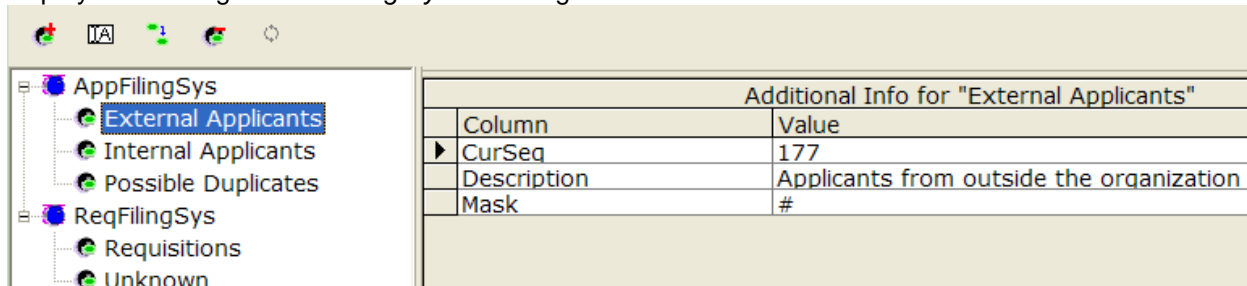 AppFilingSys
External Applicants
Internal Applicants
Possible Duplicates
ReqFilingSys
Requisitions
Unknown
Additional Info for "External Applicants"
Column Value
CurSeq 177
Description Applicants from outside the organization
Mask #